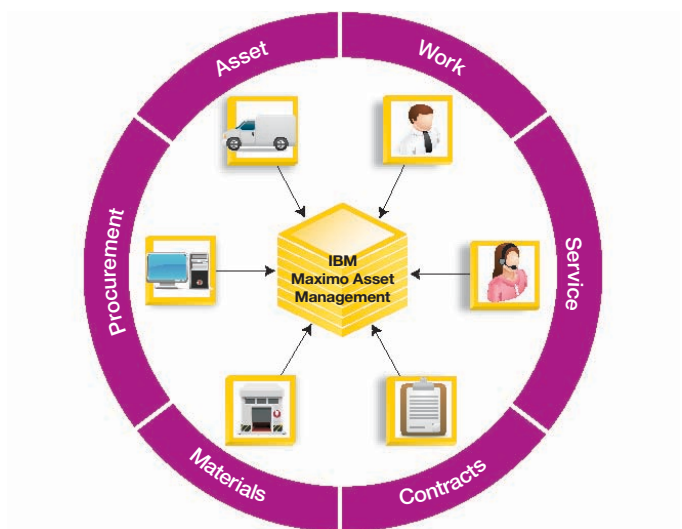 Asset
Work
Procurement
IBM
Maximo Asset
Management
Service
Materials
Contracts